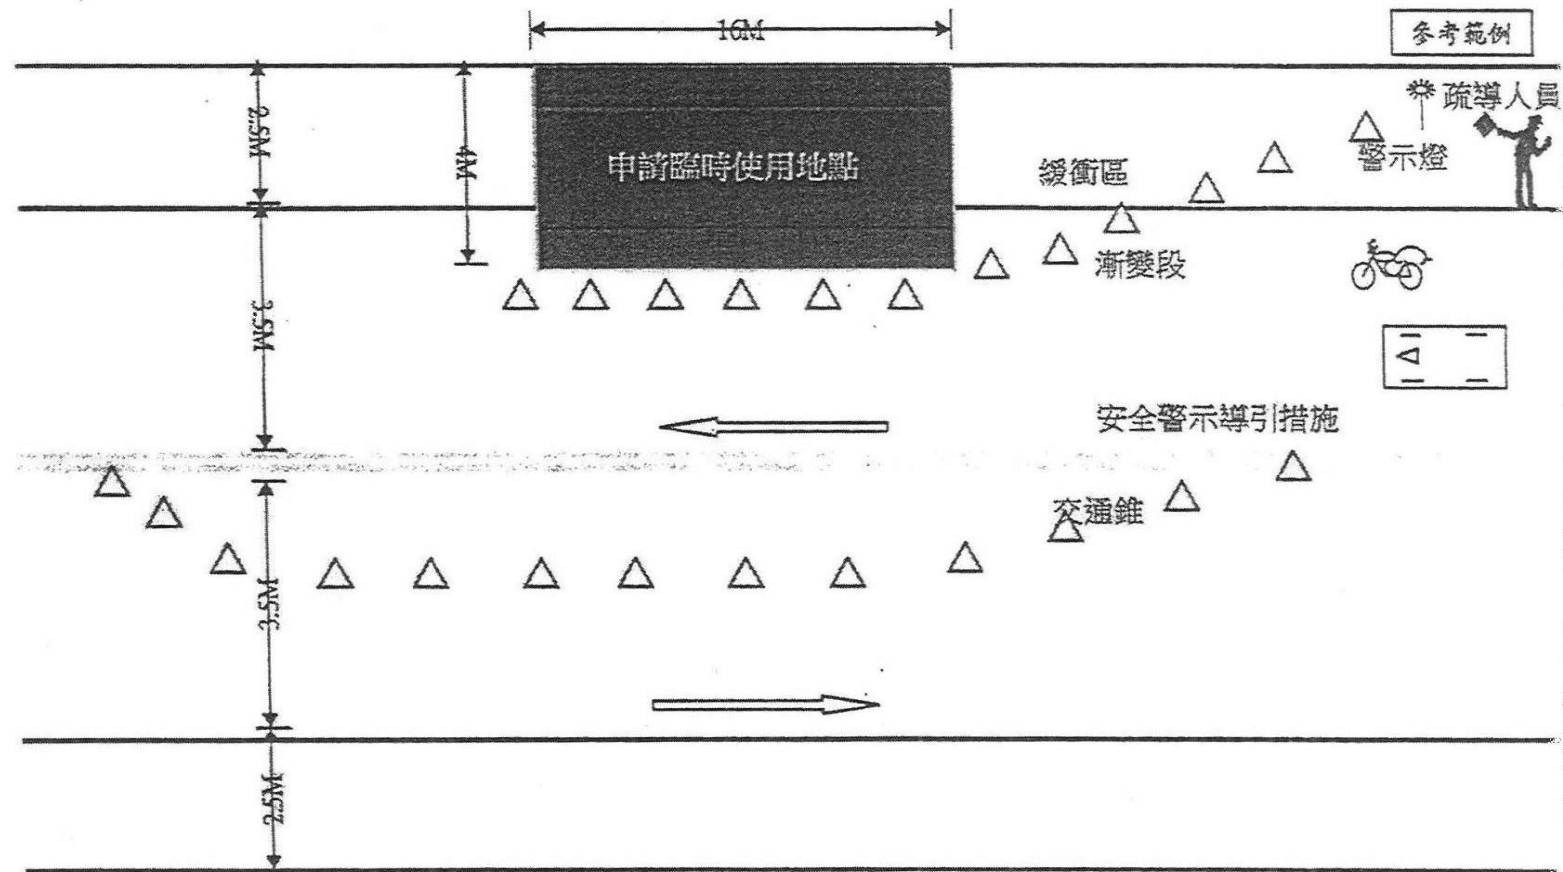 16M
參考範例
2.5M
4M
申請臨時使用地點
緩衝區
疏導人員
警示燈
漸變段
3.5M
安全警示導引措施
交通錐
3.5M
2.5M